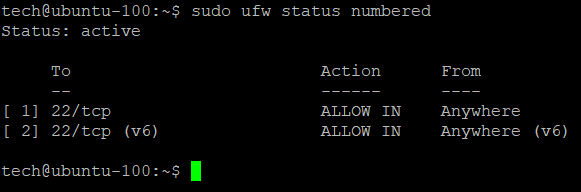 tech@ubuntu-100:~$ sudo ufw status numbered
Status: active
To Action From
-- ------ ----
[ 1] 22/tcp ALLOW IN Anywhere
[ 2] 22/tcp (v6) ALLOW IN Anywhere (v6)
tech@ubuntu-100:~$